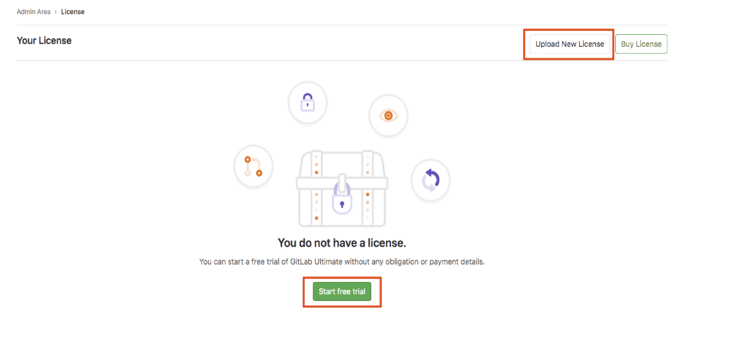 Admin Area > License
Your License
Upload New License
Buy License
You do not have a license.
You can start a free trial of GitLab Ultimate without any obligation or payment details.
Start free trial